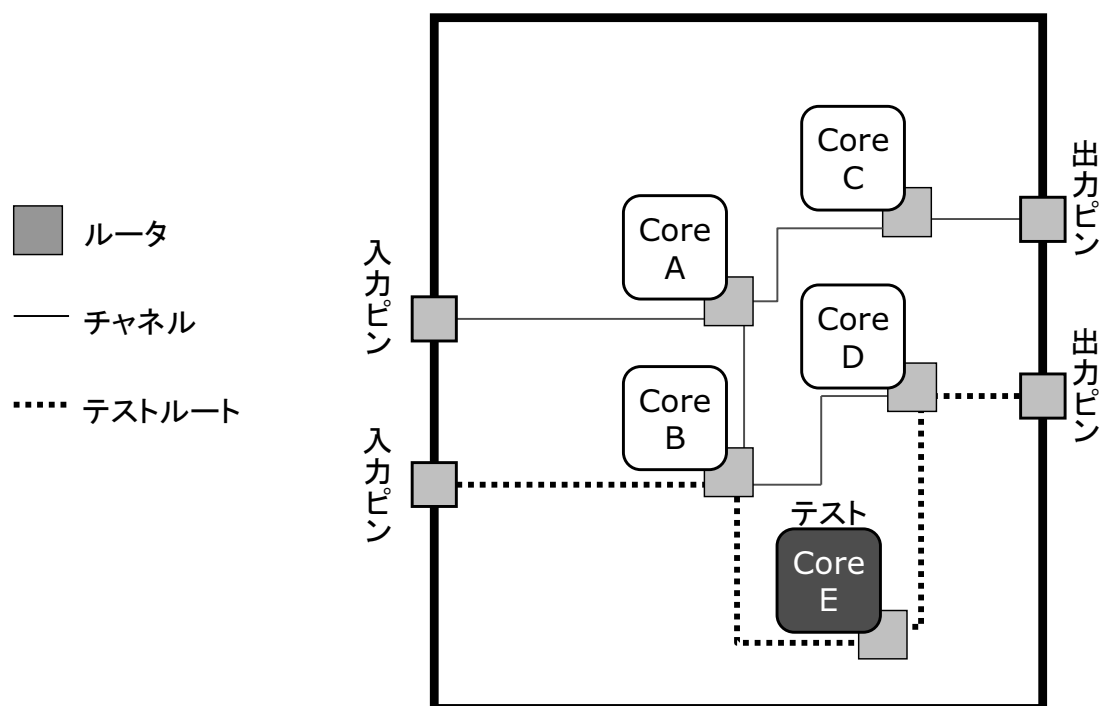 ルータ
チャネル
テストルート
入力ピン
入力ピン
Core
A
Core
B
Core
C
Core
D
テスト
Core
E
出力ピン
出力ピン